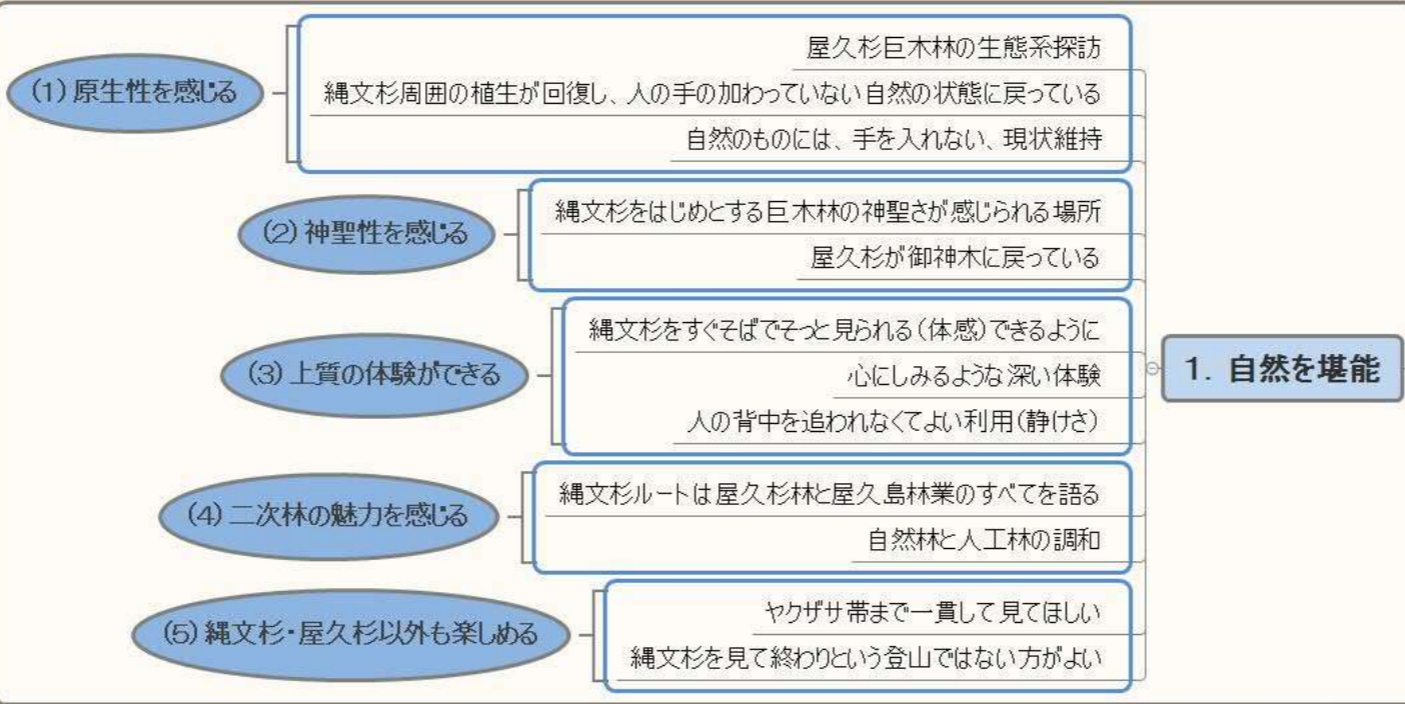 (1) 原生性を感じる
屋久杉巨木林の生態系探訪
縄文杉周囲の植生が回復し、人の手の加わっていない自然の状態に戻っている
自然のものには、手を入れない、現状維持
(2) 神聖性を感じる
縄文杉をはじめとする巨木林の神聖さが感じられる場所
屋久杉が御神木に戻っている
(3) 上質の体験ができる
縄文杉をすぐそばでそっと見られる(体感)できるように
心にしみるような深い体験
人の背中を追われなくてよい利用(静けさ)
1. 自然を堪能
(4) 二次林の魅力を感じる
縄文杉ルートは屋久杉林と屋久島林業のすべてを語る
自然林と人工林の調和
(5) 縄文杉・屋久杉以外も楽しめる
ヤクザサ帯まで一貫して見てほしい
縄文杉を見て終わりという登山ではない方がよい